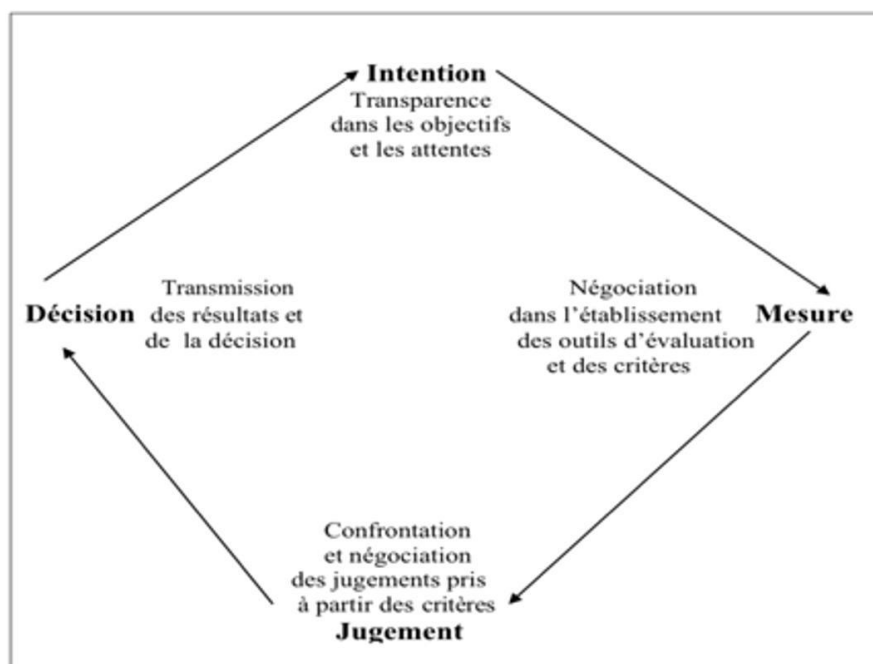 Intention
Transparence
dans les objectifs
et les attentes
Transmission
Décision des résultats et
de la décision
Négociation
dans l'établissement Mesure
des outils d'évaluation
et des critères
Confrontation
et négociation
des jugements pris
à partir des critères
Jugement